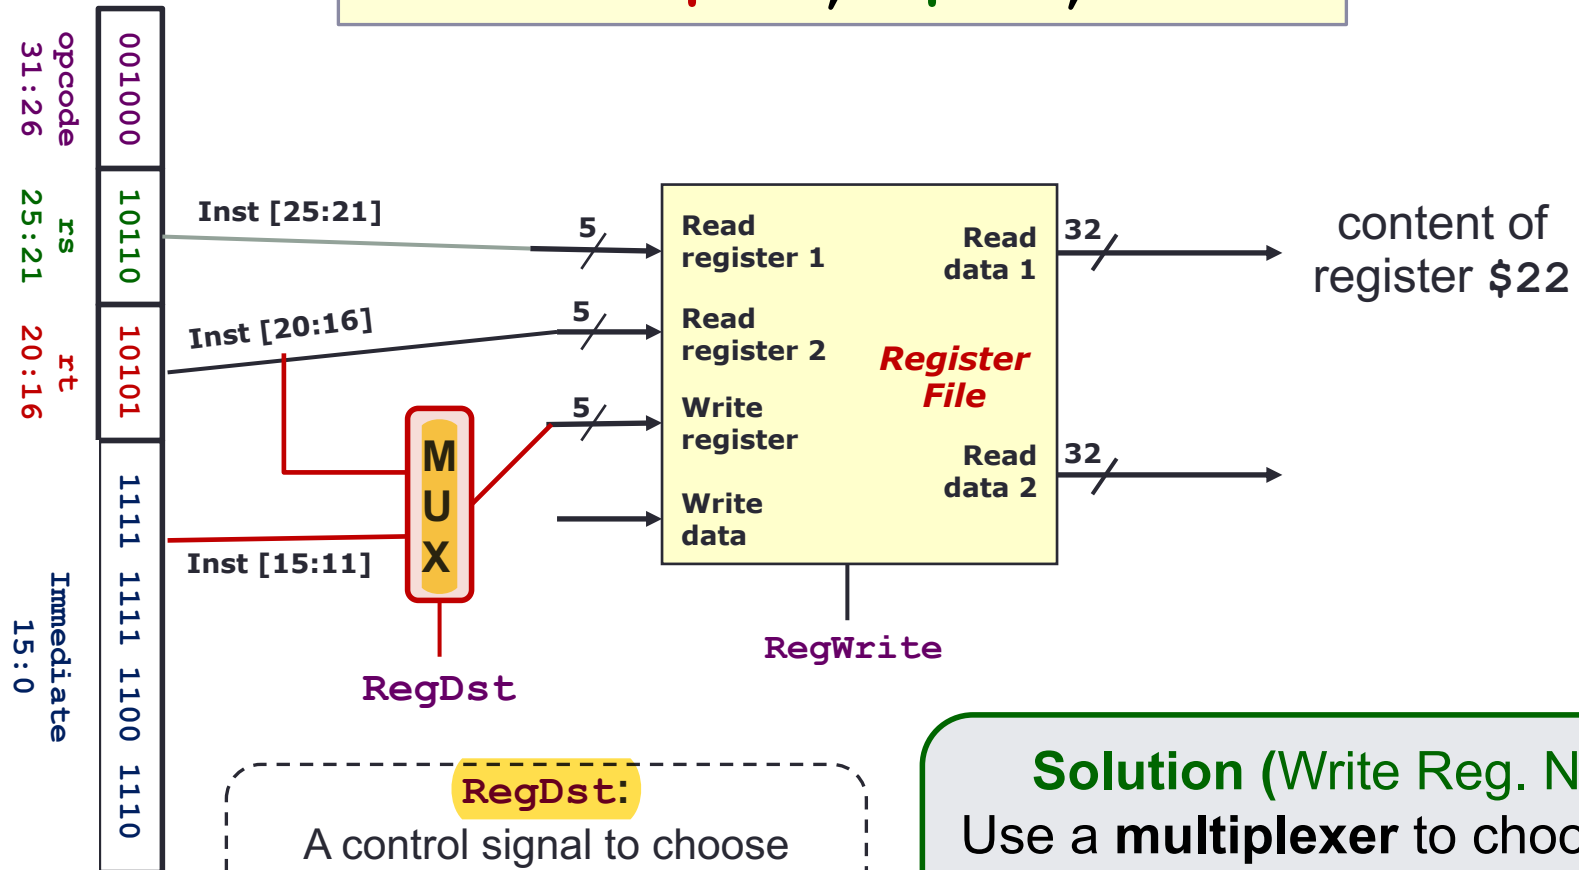 opcode
31:26
001000
rs
25:21
10110
rt
20:16
10101
Immediate
15:0
1111 1111 1100 1110
Inst [25:21]
5
Inst [20:16]
5
5
Inst [15:11]
M
U
X
RegDst
Read
register 1
Read
register 2
Write
register
Write
data
Register
File
Read
data 1
Read
data 2
32
32
RegWrite
content of
register $22
RegDst:
A control signal to choose
Solution (Write Reg. N
Use a multiplexer to choo